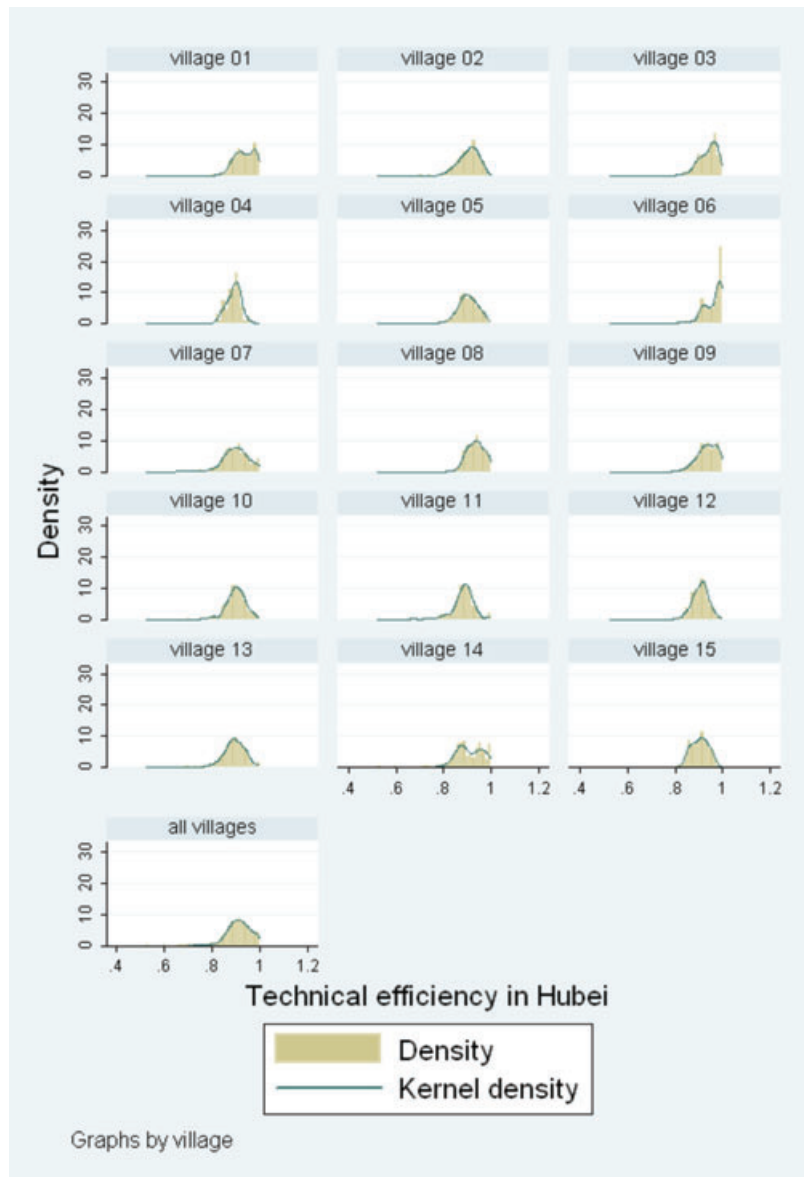 village 01 village 02 village 03
30
20
10
0
village 04 village 05 village 06
30
20
10
0
village 07 village 08 village 09
30
20
10
0
village 10 village 11 village 12
30
20
10
0
village 13 village 14 village 15
30
20
10
0
.4 .6 .8 1 1.2 .4 .6 .8 1 1.2
all villages
30
20
10
0
.4 .6 .8 1 1.2
Density
Technical efficiency in Hubei
Density
Kernel density
Graphs by village